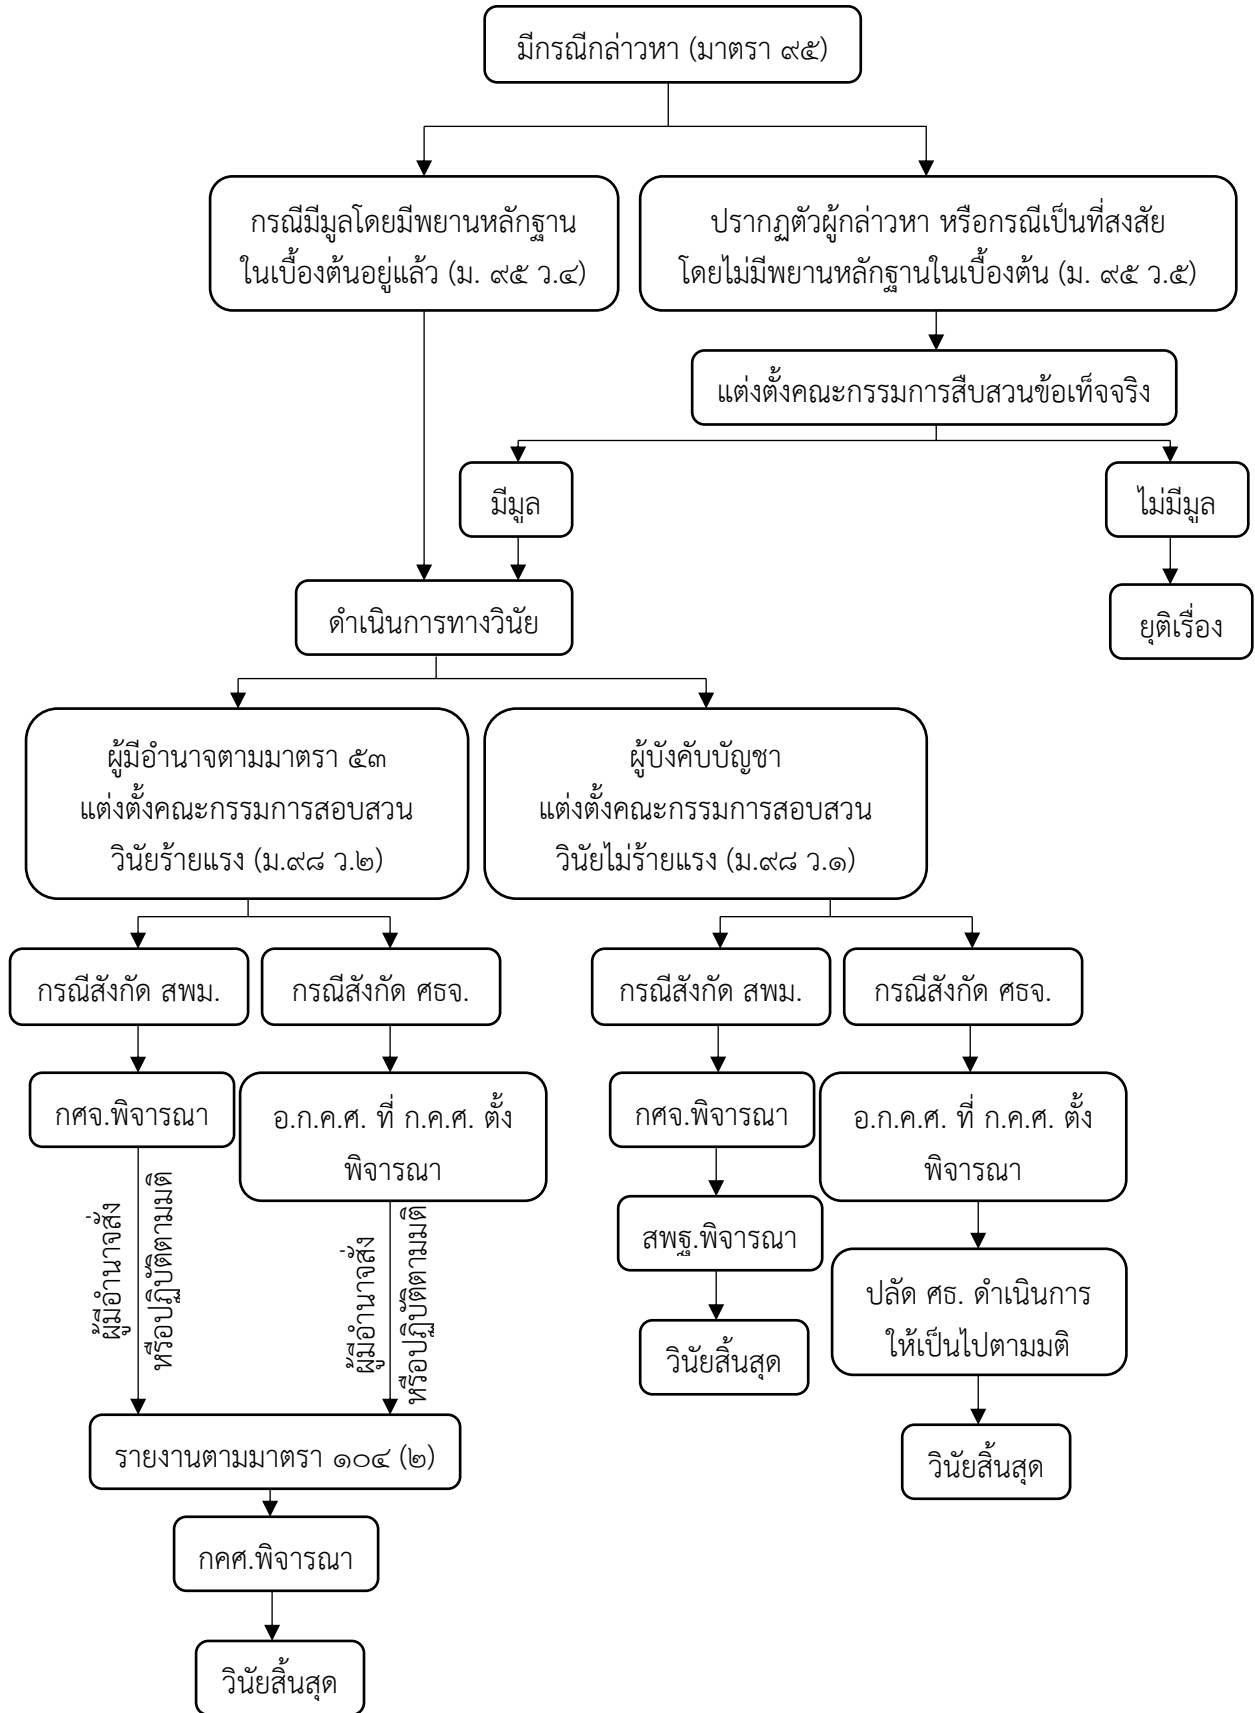 มีกรณีกล่าวหา (มาตรา ๙๕)
กรณีมีมูลโดยมีพยานหลักฐาน
ในเบื้องต้นอยู่แล้ว (ม. ๙๕ ว.๔)
ปรากฏตัวผู้กล่าวหา หรือกรณีเป็นที่สงสัย
โดยไม่มีพยานหลักฐานในเบื้องต้น (ม. ๙๕ ว.๕)
แต่งตั้งคณะกรรมการสืบสวนข้อเท็จจริง
มีมูล
ไม่มีมูล
ดำเนินการทางวินัย
ยุติเรื่อง
ผู้มีอำนาจตามมาตรา ๕๓
แต่งตั้งคณะกรรมการสอบสวน
วินัยร้ายแรง (ม.๙๘ ว.๒)
ผู้บังคับบัญชา
แต่งตั้งคณะกรรมการสอบสวน
วินัยไม่ร้ายแรง (ม.๙๘ ว.๑)
กรณีสังกัด สพม.
กรณีสังกัด ศธจ.
กรณีสังกัด สพม.
กรณีสังกัด ศธจ.
กศจ.พิจารณา
อ.ก.ค.ศ. ที่ ก.ค.ศ. ตั้ง
พิจารณา
กศจ.พิจารณา
อ.ก.ค.ศ. ที่ ก.ค.ศ. ตั้ง
พิจารณา
ผู้มีอำนาจสั่ง
หรือปฏิบัติตามมติ
ผู้มีอำนาจสั่ง
หรือปฏิบัติตามมติ
สพฐ.พิจารณา
ปลัด ศธ. ดำเนินการ
ให้เป็นไปตามมติ
วินัยสิ้นสุด
รายงานตามมาตรา ๑๐๔ (๒)
วินัยสิ้นสุด
กคศ.พิจารณา
วินัยสิ้นสุด